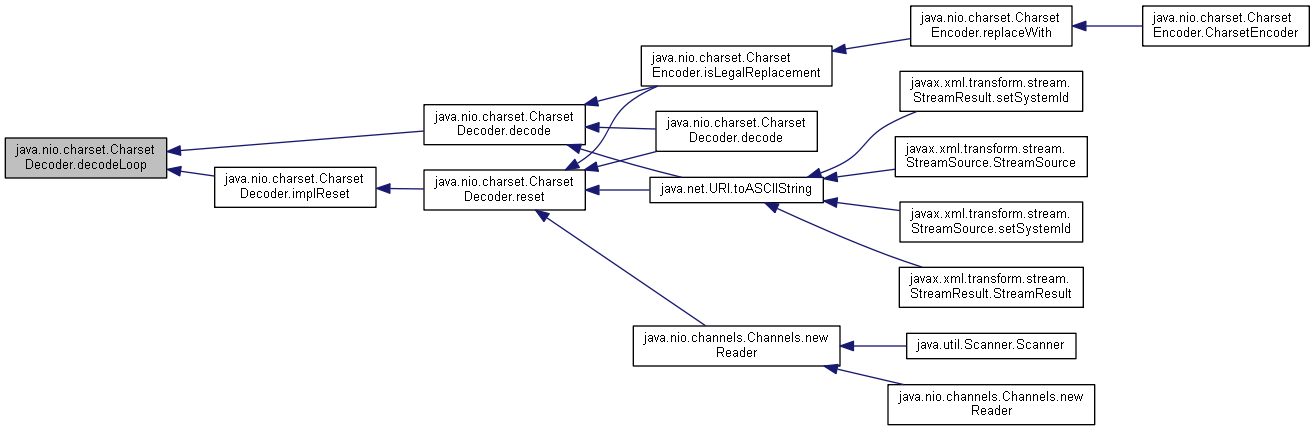 java.nio.charset.Charset
Decoder.decodeLoop
java.nio.charset.Charset
Decoder.decode
java.nio.charset.Charset
Decoder.implReset
java.nio.charset.Charset
Decoder.reset
java.nio.charset.Charset
Encoder.isLegalReplacement
java.nio.charset.Charset
Decoder.decode
java.net.URI.toASCIIString
java.nio.channels.Channels.new
Reader
java.nio.charset.Charset
Encoder.replaceWith
java.nio.charset.Charset
Encoder.CharsetEncoder
javax.xml.transform.stream.
StreamResult.setSystemId
javax.xml.transform.stream.
StreamSource.StreamSource
javax.xml.transform.stream.
StreamSource.setSystemId
javax.xml.transform.stream.
StreamResult.StreamResult
java.util.Scanner.Scanner
java.nio.channels.Channels.new
Reader